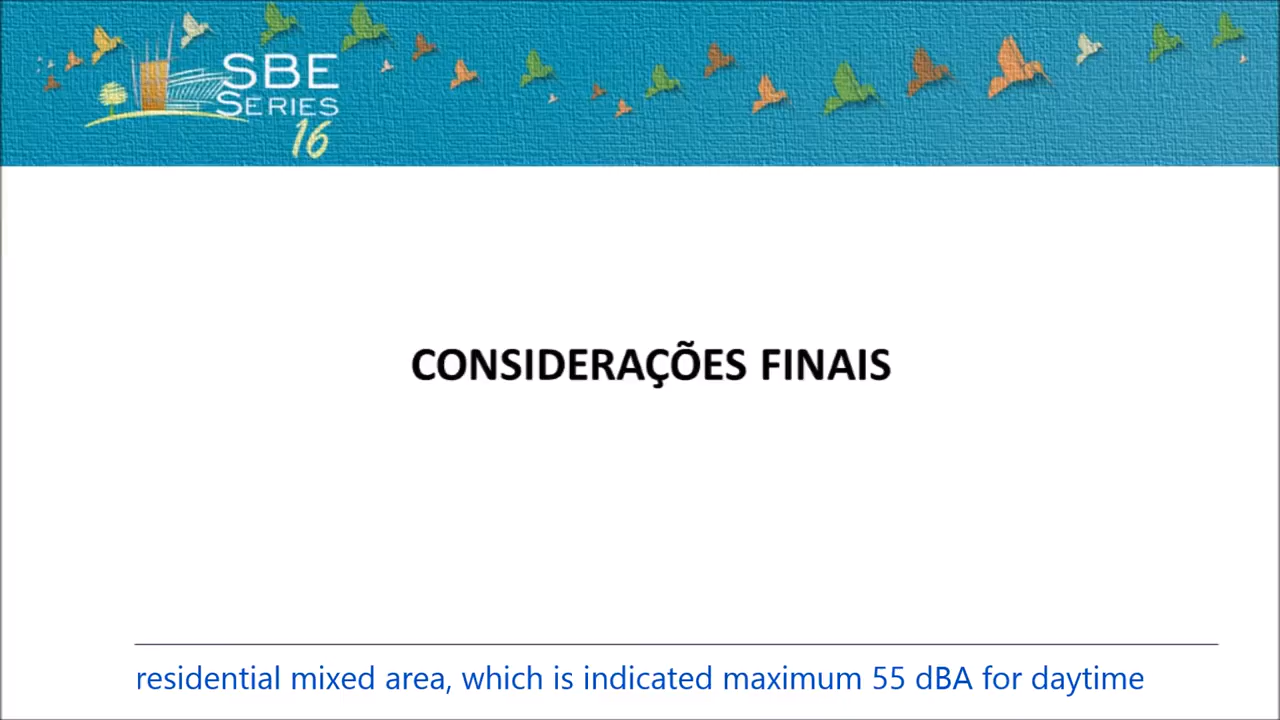 SBE
SERIES
16
CONSIDERAÇÕES FINAIS
residential mixed area, which is indicated maximum 55 dBA for daytime